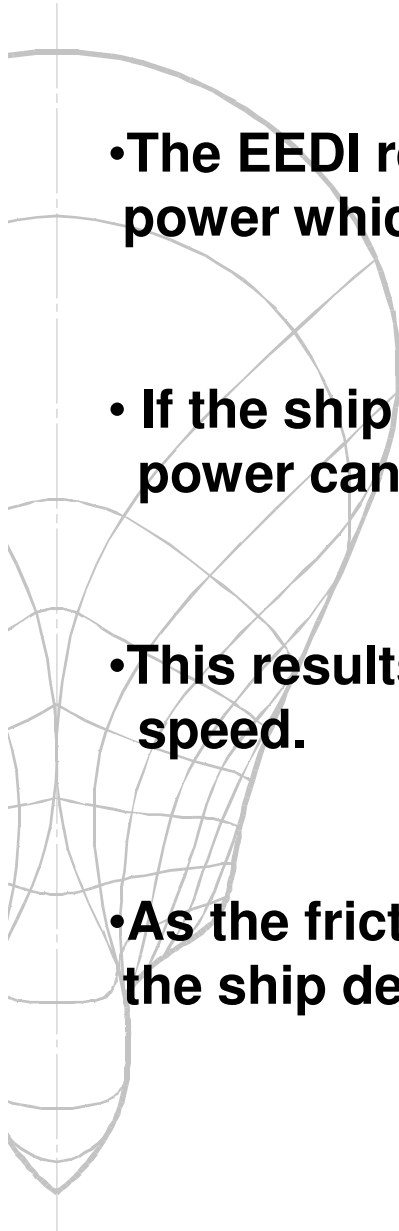 •The EEDI re
power whic
• If the ship
power can
•This results
speed.
•As the frict
the ship de